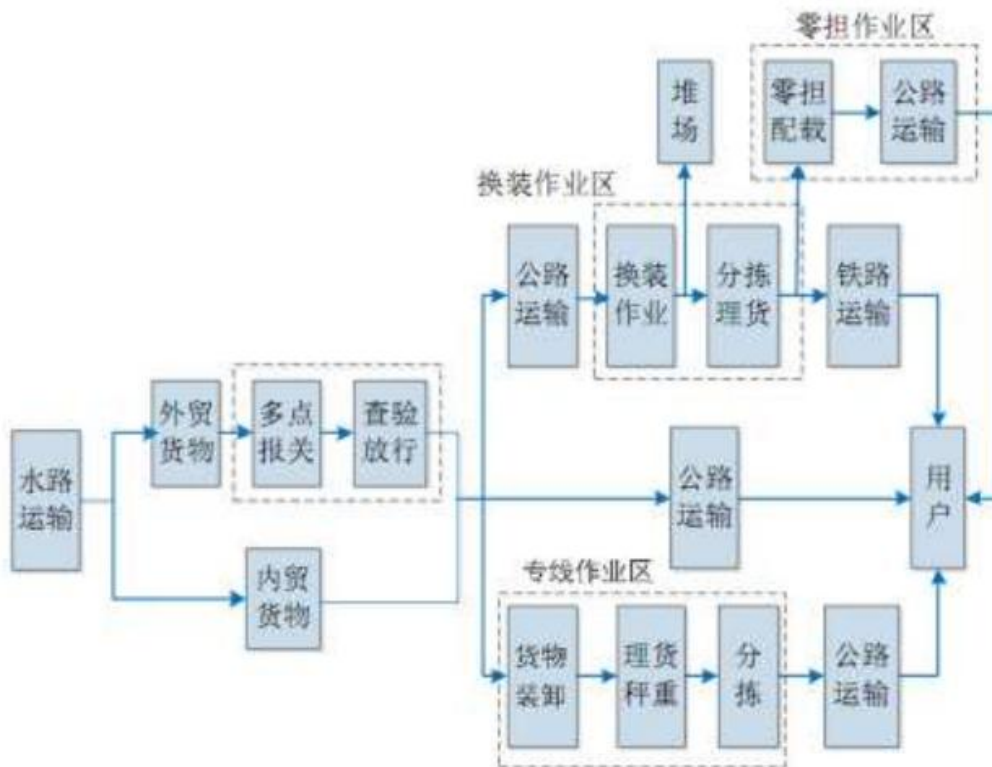 零担作业区
堆
场
零担
配载
公路
运输
换装作业区
公路
运输
换装
作业
分拣
理货
铁路
运输
外贸
货物
多点
报关
查验
放行
水路
运输
公路
运输
用
户
内贸
货物
专线作业区
货物
装卸
理货
秤重
分
拣
公路
运输